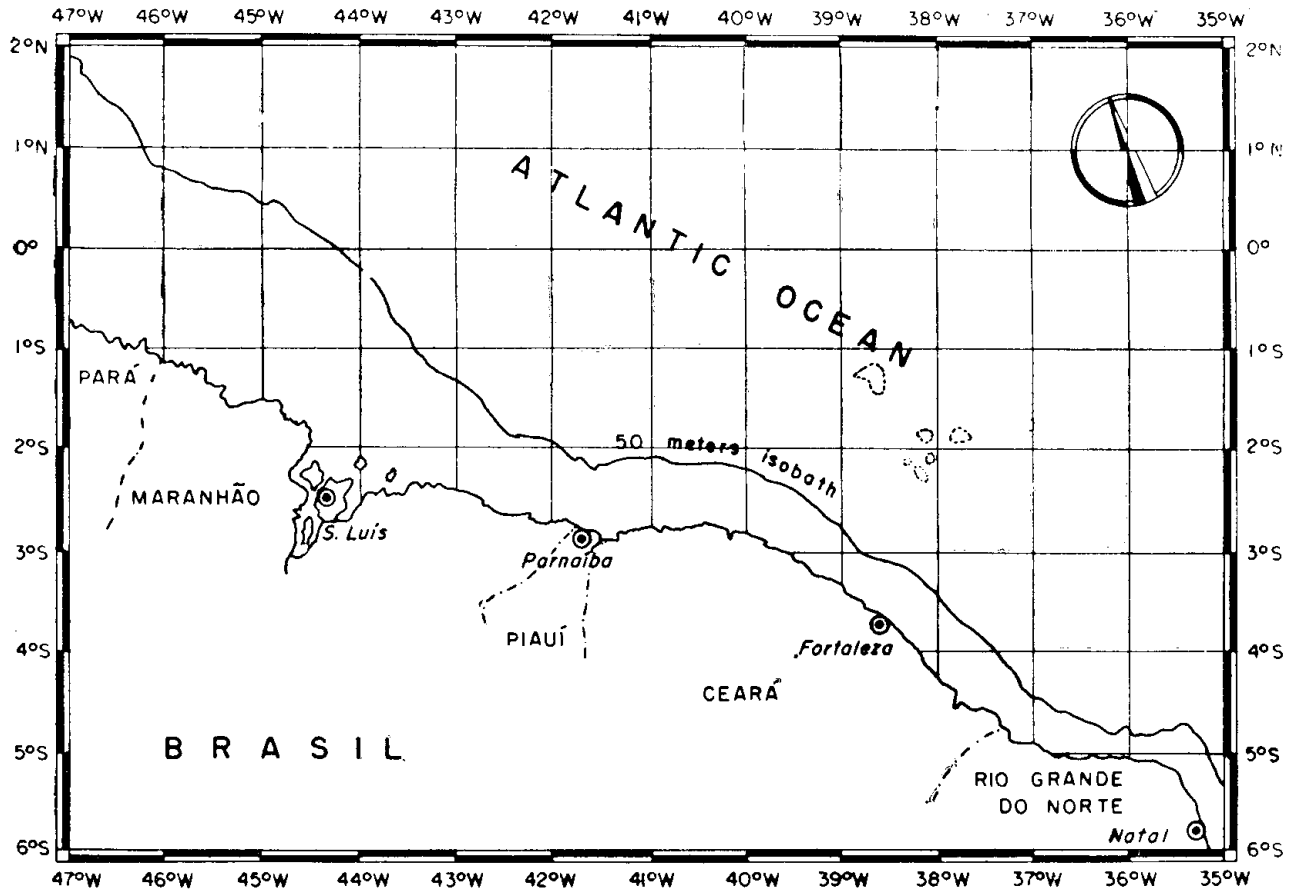 47°W 46°W 45°W 44°W 43°W 42°W 41°W 40°W 39°W 38°W 37°W 36°W 35°W
2°N 2°N
1°N 1°N
ATLANTIC OCEAN
0° 0°
1°S 1°S
PARÁ
2°S 50 meters isobath 2°S
MARANHÃO
S. Luís
3°S Parnaiba 3°S
PIAUÍ
Fortaleza
4°S 4°S
CEARÁ
BRASIL
5°S 5°S
RIO GRANDE
DO NORTE
Natal
6°S 6°S
47°W 46°W 45°W 44°W 43°W 42°W 41°W 40°W 39°W 38°W 37°W 36°W 35°W